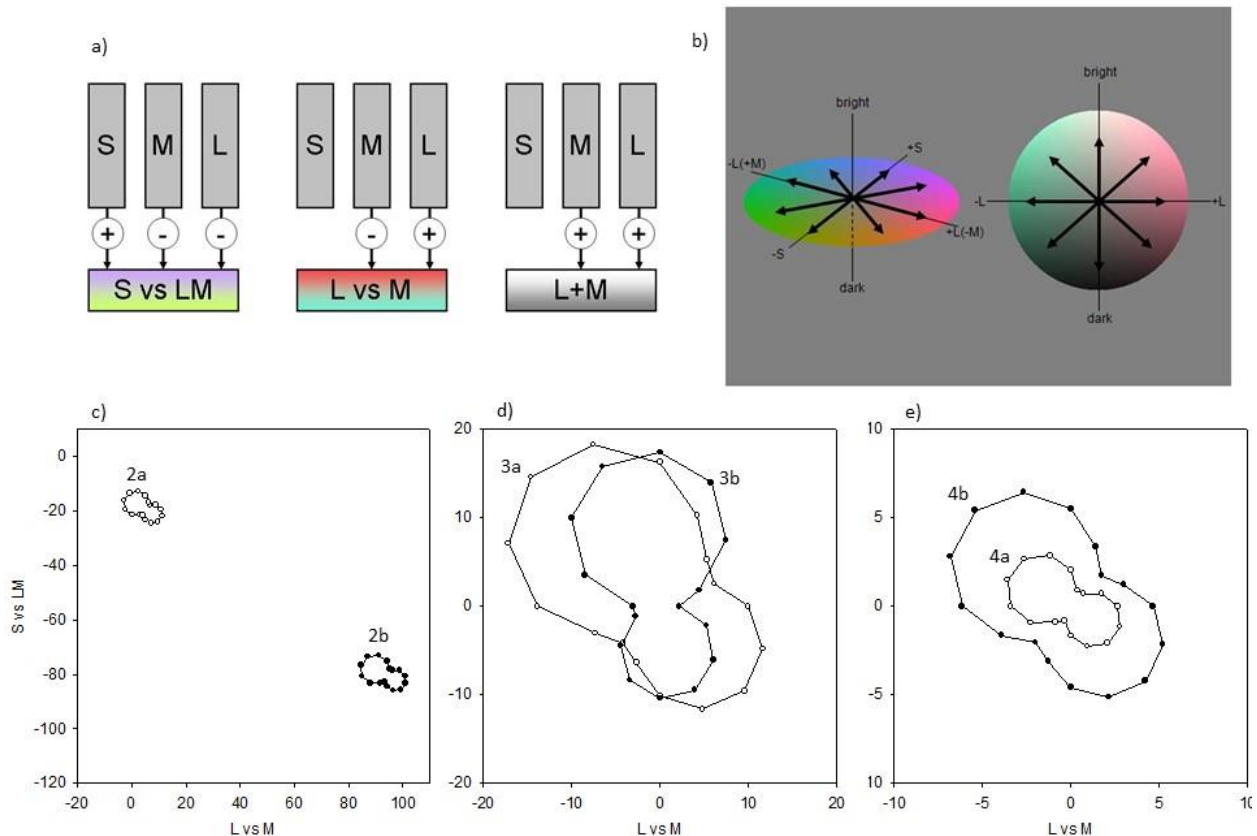 a)
S M L S M L S M L
+ - - - + + +
S vs LM L vs M L+M
b)
bright
+S
-L(+M)
+L(-M)
-S
dark
bright
-L +L
dark
c)
2a
2b
0
-20
-40
-60
-80
-100
-120
-20 0 20 40 60 80 100
S vs LM
L vs M
d)
3a 3b
20
10
0
-10
-20
-20 -10 0 10 20
L vs M
e)
4b
4a
10
5
0
-5
10
10 -5 0 5 10
L vs M